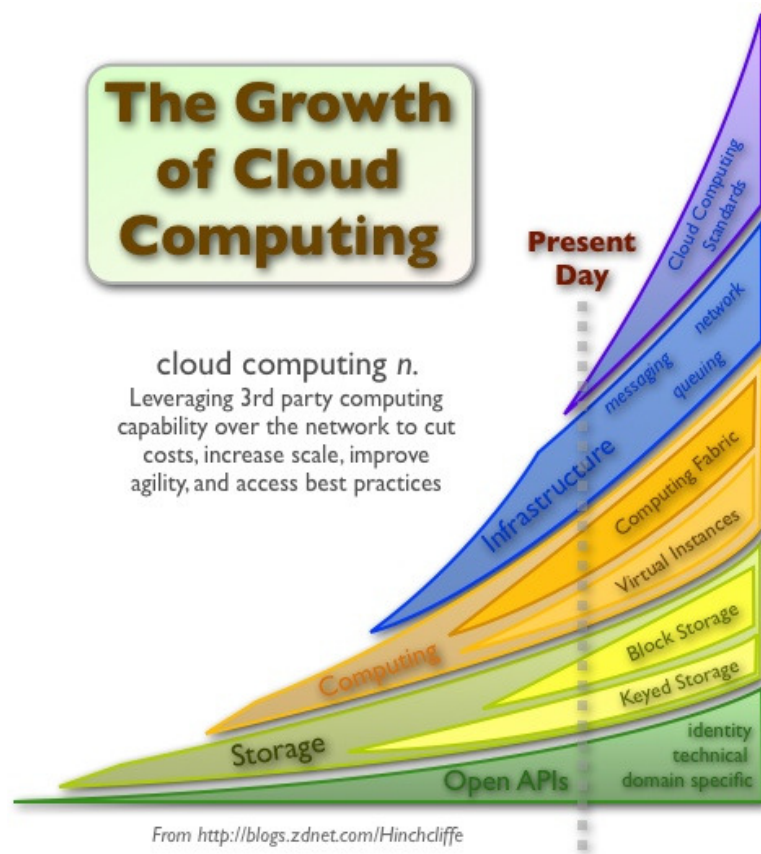 The Growth
of Cloud
Computing
cloud computing n.
Leveraging 3rd party computing
capability over the network to cut
costs, increase scale, improve
agility, and access best practices
Present
Day
Cloud Computing
Standards
network
messaging
queuing
Infrastructure
Computing Fabric
Virtual Instances
Computing
Block Storage
Keyed Storage
Storage
identity
technical
domain specific
Open APIs
From http://blogs.zdnet.com/Hinchcliffe